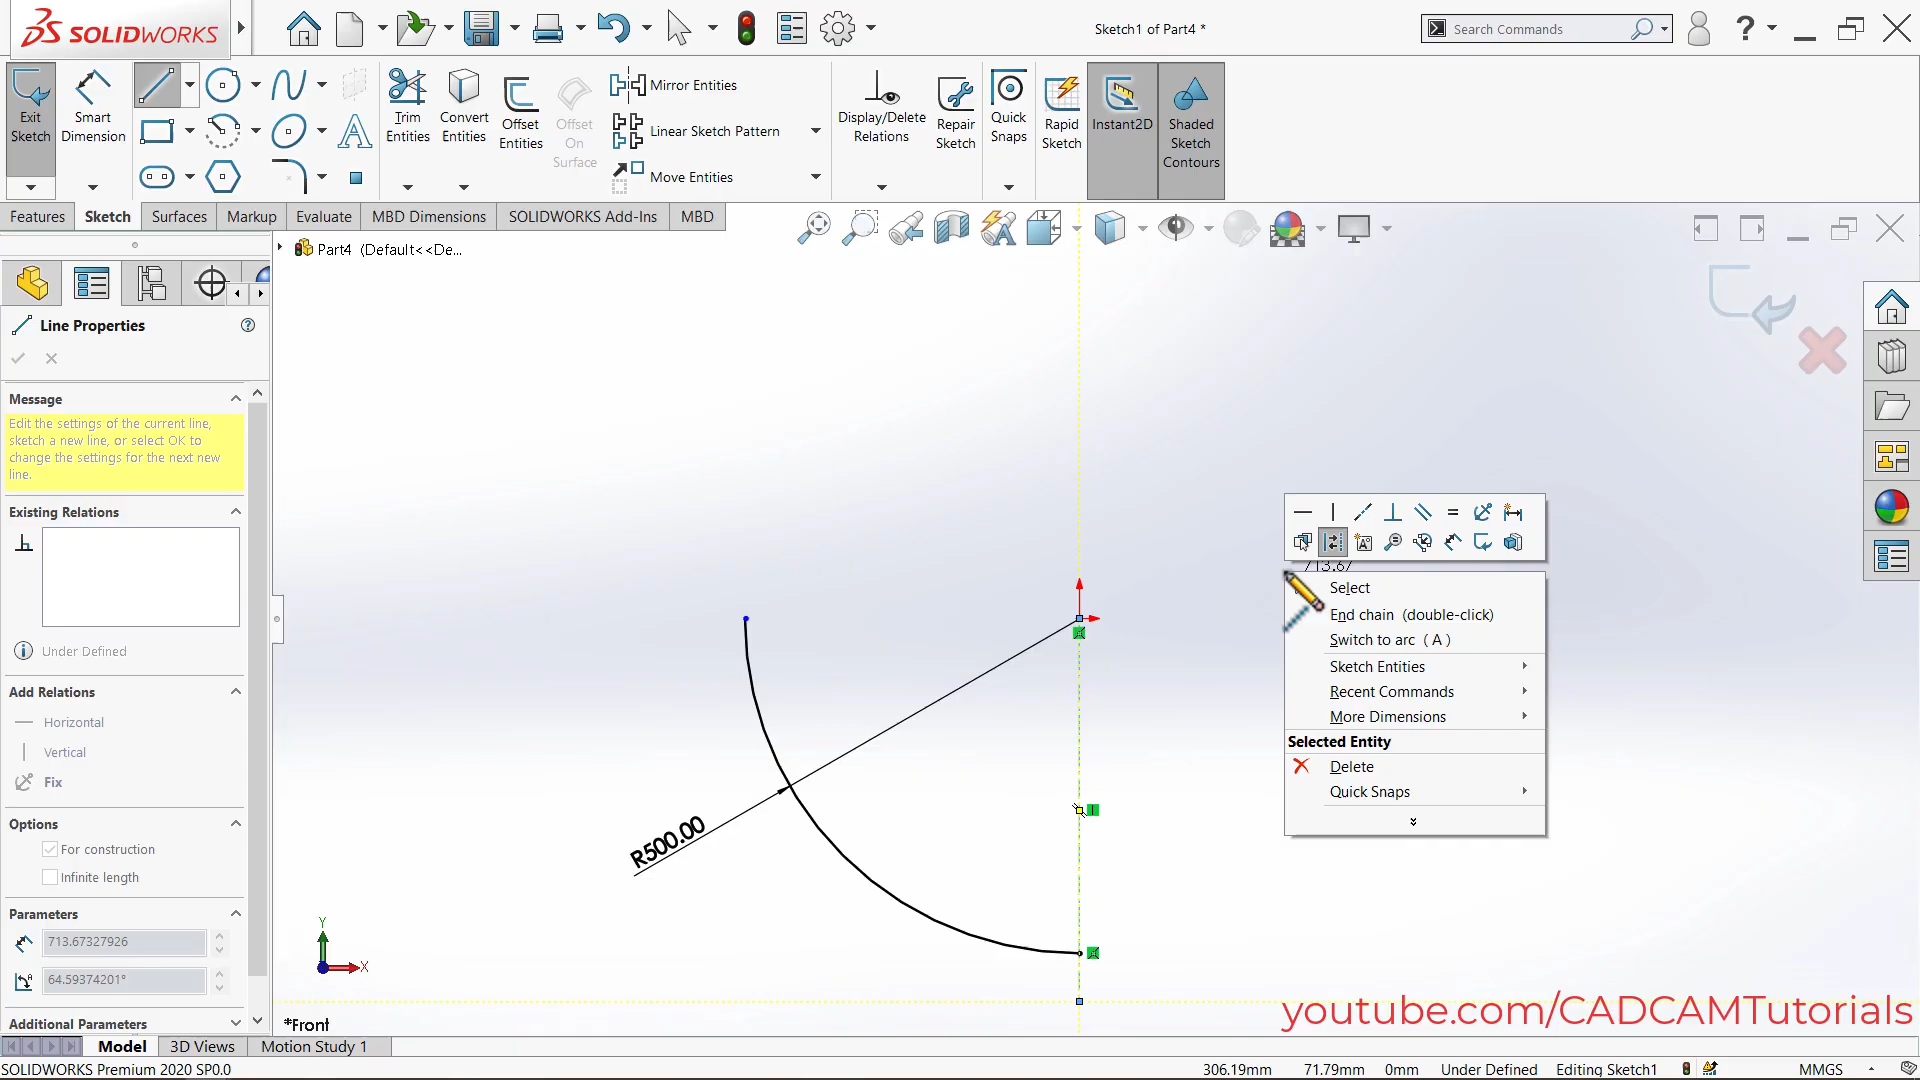 SOLIDWORKS
Sketch1 of Part4 *
Search Commands
Exit Sketch
Smart Dimension
Trim Entities
Convert Entities
Offset Entities
Offset On Surface
Mirror Entities
Linear Sketch Pattern
Move Entities
Display/Delete Relations
Repair Sketch
Quick Snaps
Rapid Sketch
Instant2D
Shaded Sketch Contours
Features
Sketch
Surfaces
Markup
Evaluate
MBD Dimensions
SOLIDWORKS Add-Ins
MBD
Part4 (Default<<De...
Line Properties
Message
Edit the settings of the current line,
sketch a new line, or select OK to
change the settings for the next new
line.
Existing Relations
Under Defined
Add Relations
Horizontal
Vertical
Fix
Options
For construction
Infinite length
Parameters
713.67327926
64.59374201°
Additional Parameters
R500.00
713.67
Select
End chain (double-click)
Switch to arc ( A )
Sketch Entities
Recent Commands
More Dimensions
Selected Entity
Delete
Quick Snaps
Y
X
*Front
youtube.com/CADCAMTutorials
Model
3D Views
Motion Study 1
SOLIDWORKS Premium 2020 SP0.0
306.19mm
71.79mm
0mm
Under Defined
Editing Sketch1
MMGS